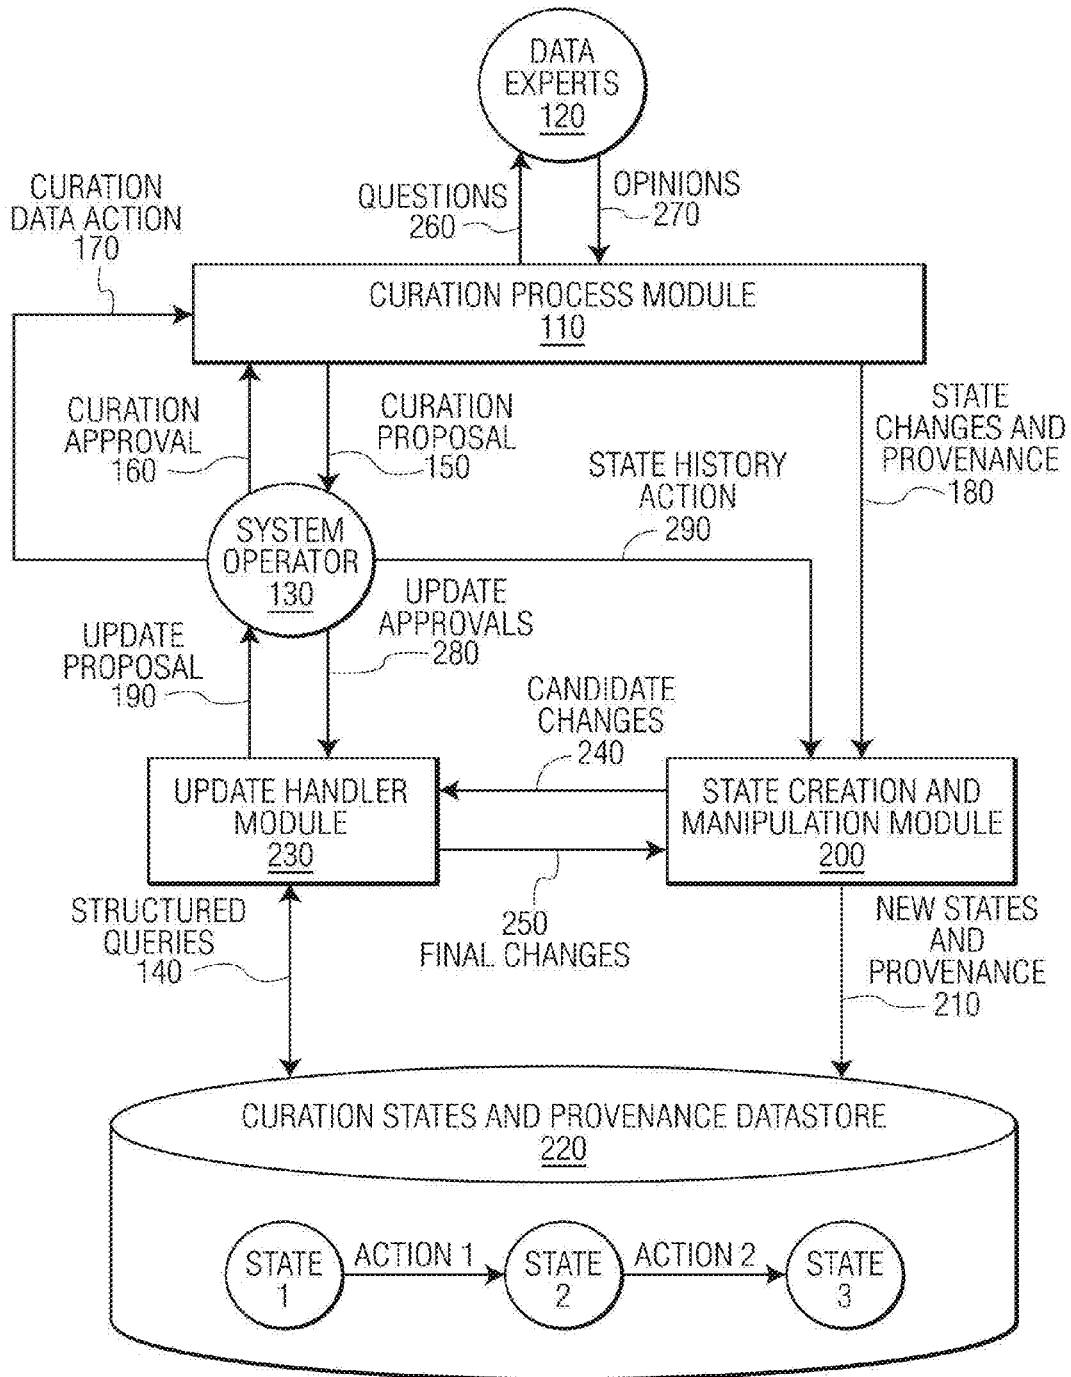 DATA
EXPERTS
120
CURATION
DATA ACTION
170
QUESTIONS
260
OPINIONS
270
CURATION PROCESS MODULE
110
CURATION
APPROVAL
160
CURATION
PROPOSAL
150
STATE
CHANGES AND
PROVENANCE
180
STATE HISTORY
ACTION
290
SYSTEM
OPERATOR
130
UPDATE
PROPOSAL
190
UPDATE
APPROVALS
280
CANDIDATE
CHANGES
240
UPDATE HANDLER
MODULE
230
STATE CREATION AND
MANIPULATION MODULE
200
STRUCTURED
QUERIES
140
250
FINAL CHANGES
NEW STATES
AND
PROVENANCE
210
CURATION STATES AND PROVENANCE DATASTORE
220
STATE
1
ACTION 1
STATE
2
ACTION 2
STATE
3